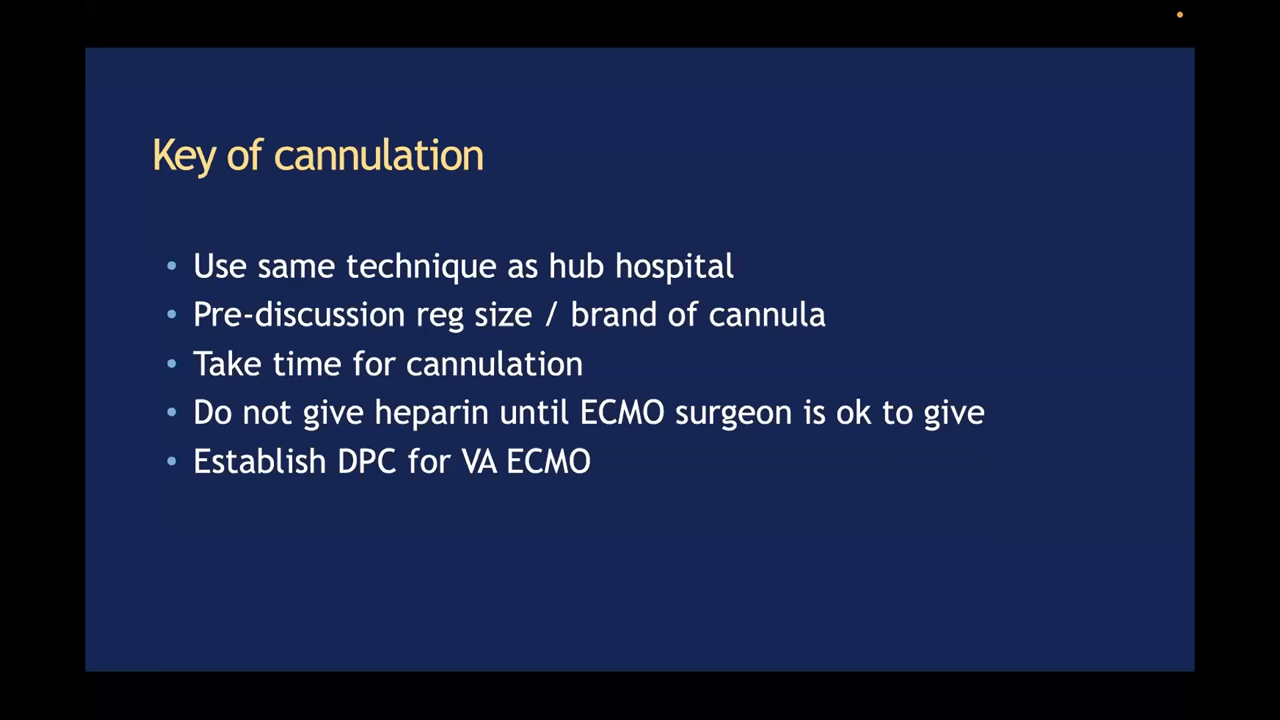 Key of cannulation
• Use same technique as hub hospital
• Pre-discussion reg size / brand of cannula
• Take time for cannulation
• Do not give heparin until ECMO surgeon is ok to give
• Establish DPC for VA ECMO